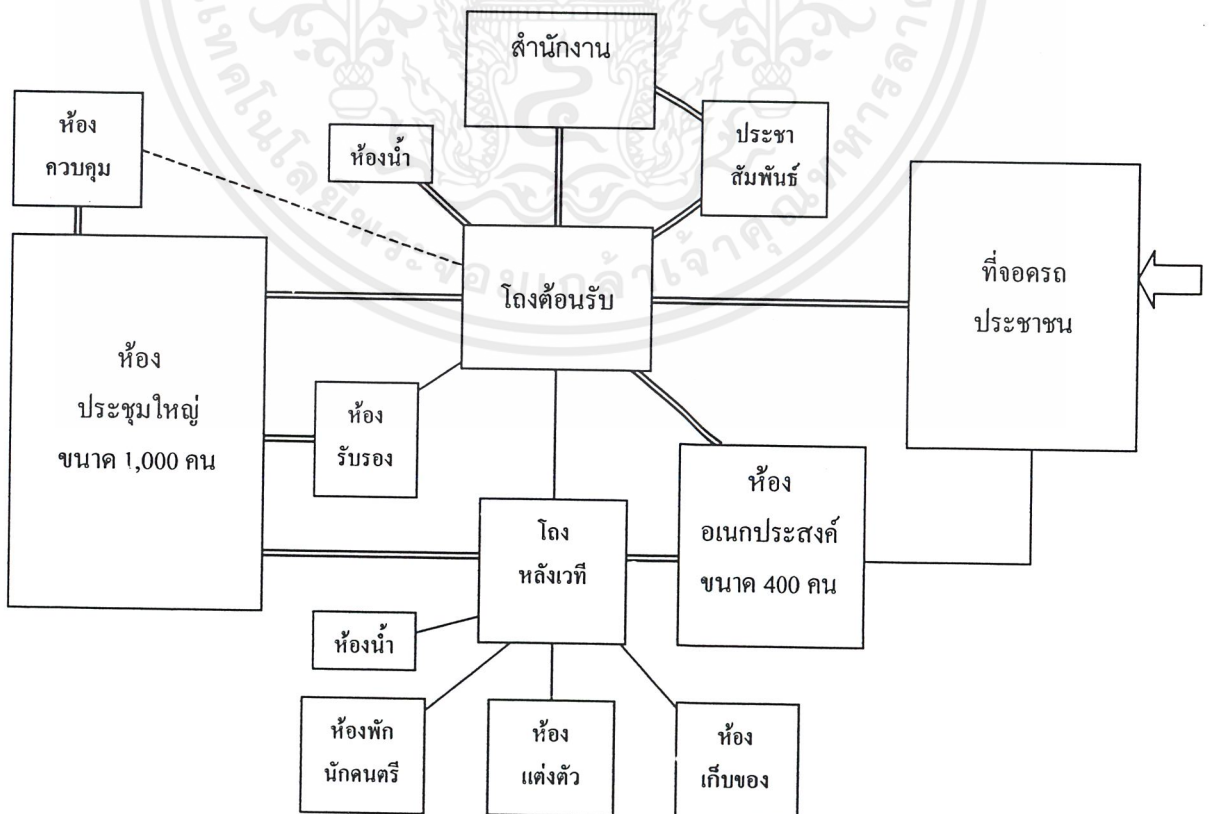 สำนักงาน
ห้อง
ควบคุม
ห้องน้ำ
ประชา
สัมพันธ์
โถงต้อนรับ
ที่จอดรถ
ประชาชน
ห้อง
ประชุมใหญ่
ขนาด 1,000 คน
ห้อง
รับรอง
ห้อง
อเนกประสงค์
ขนาด 400 คน
โถง
หลังเวที
ห้องน้ำ
ห้องพัก
นักดนตรี
ห้อง
แต่งตัว
ห้อง
เก็บของ